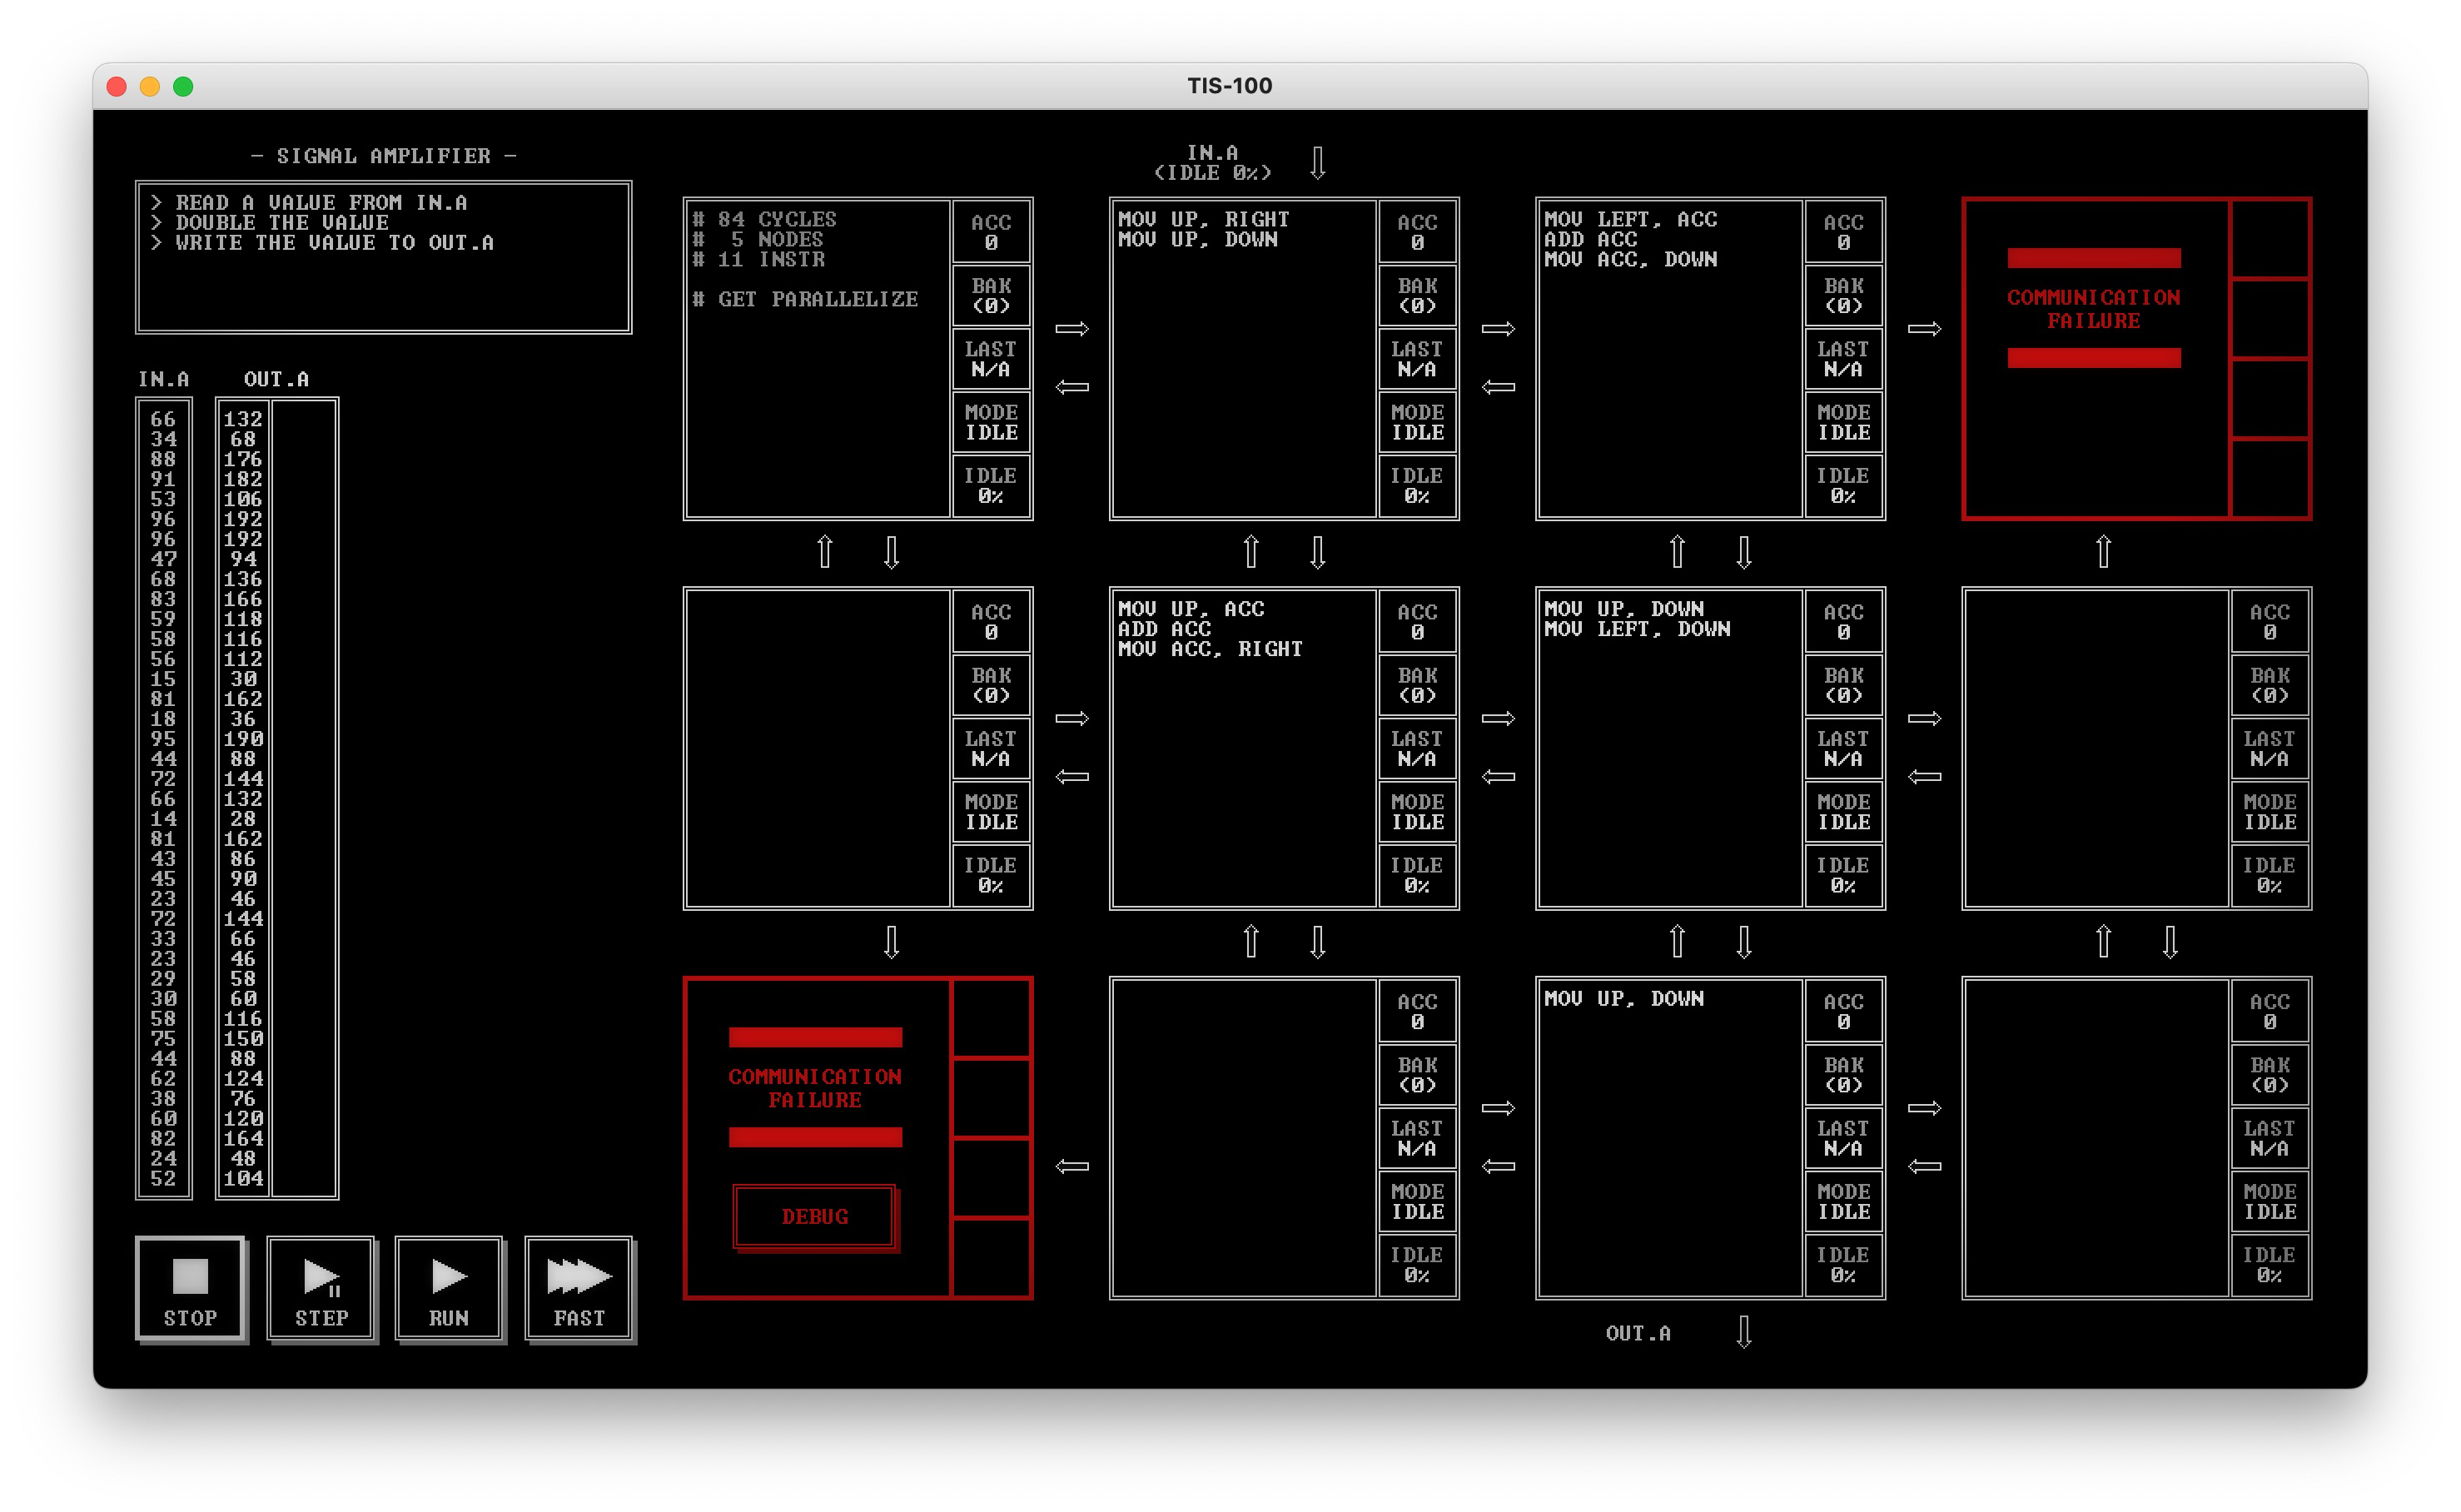 TIS-100
- SIGNAL AMPLIFIER -
> READ A VALUE FROM IN.A
> DOUBLE THE VALUE
> WRITE THE VALUE TO OUT.A
IN.A OUT.A
66 132
34 68
88 176
91 182
53 106
96 192
96 192
47 94
68 136
83 166
59 118
58 116
56 112
15 30
81 162
18 36
95 190
44 88
72 144
66 132
14 28
81 162
43 86
45 90
23 46
72 144
33 66
23 46
29 58
30 60
58 116
75 150
44 88
62 124
38 76
60 120
82 164
24 48
52 104
STOP
STEP
RUN
FAST
IN.A
(IDLE 0%)
# 84 CYCLES
#  5 NODES
# 11 INSTR
# GET PARALLELIZE
ACC
0
BAK
(0)
LAST
N/A
MODE
IDLE
IDLE
0%
MOV UP, RIGHT
MOV UP, DOWN
ACC
0
BAK
(0)
LAST
N/A
MODE
IDLE
IDLE
0%
MOV LEFT, ACC
ADD ACC
MOV ACC, DOWN
ACC
0
BAK
(0)
LAST
N/A
MODE
IDLE
IDLE
0%
COMMUNICATION
FAILURE
ACC
0
BAK
(0)
LAST
N/A
MODE
IDLE
IDLE
0%
MOV UP, ACC
ADD ACC
MOV ACC, RIGHT
ACC
0
BAK
(0)
LAST
N/A
MODE
IDLE
IDLE
0%
MOV UP, DOWN
MOV LEFT, DOWN
ACC
0
BAK
(0)
LAST
N/A
MODE
IDLE
IDLE
0%
ACC
0
BAK
(0)
LAST
N/A
MODE
IDLE
IDLE
0%
COMMUNICATION
FAILURE
DEBUG
ACC
0
BAK
(0)
LAST
N/A
MODE
IDLE
IDLE
0%
MOV UP, DOWN
ACC
0
BAK
(0)
LAST
N/A
MODE
IDLE
IDLE
0%
ACC
0
BAK
(0)
LAST
N/A
MODE
IDLE
IDLE
0%
OUT.A